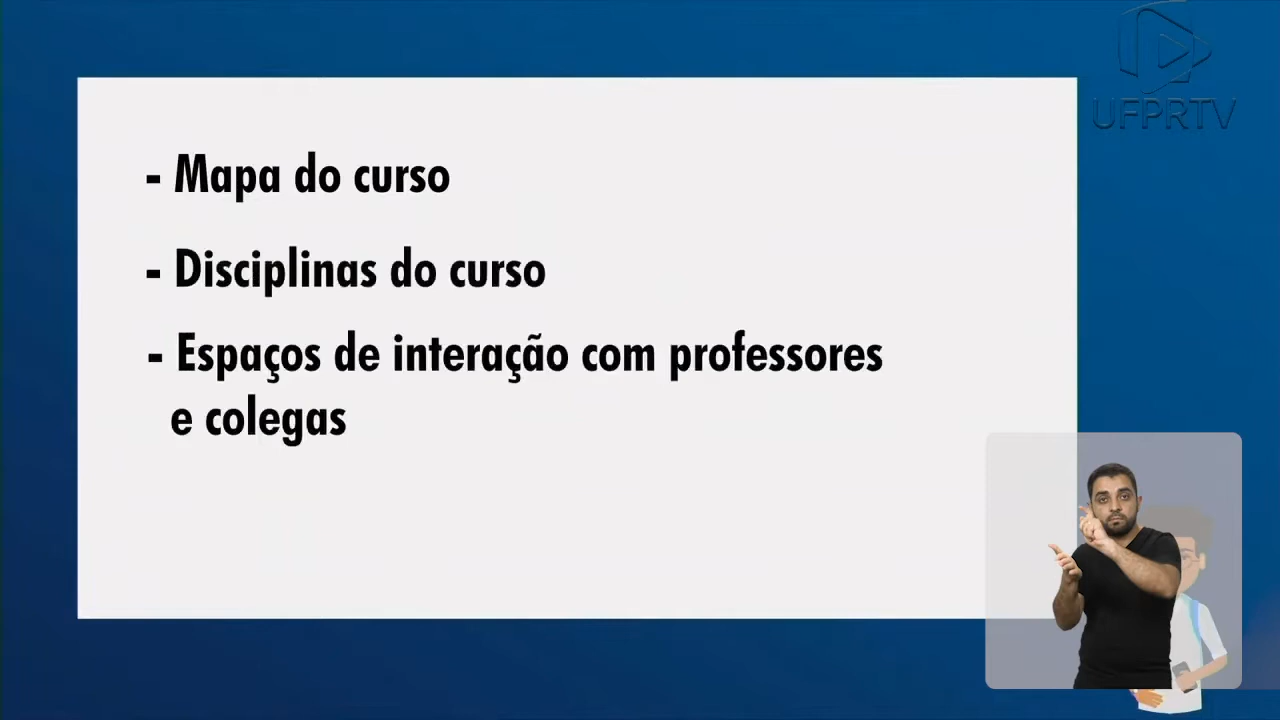 UFPRTV
- Mapa do curso
- Disciplinas do curso
- Espaços de interação com professores
e colegas